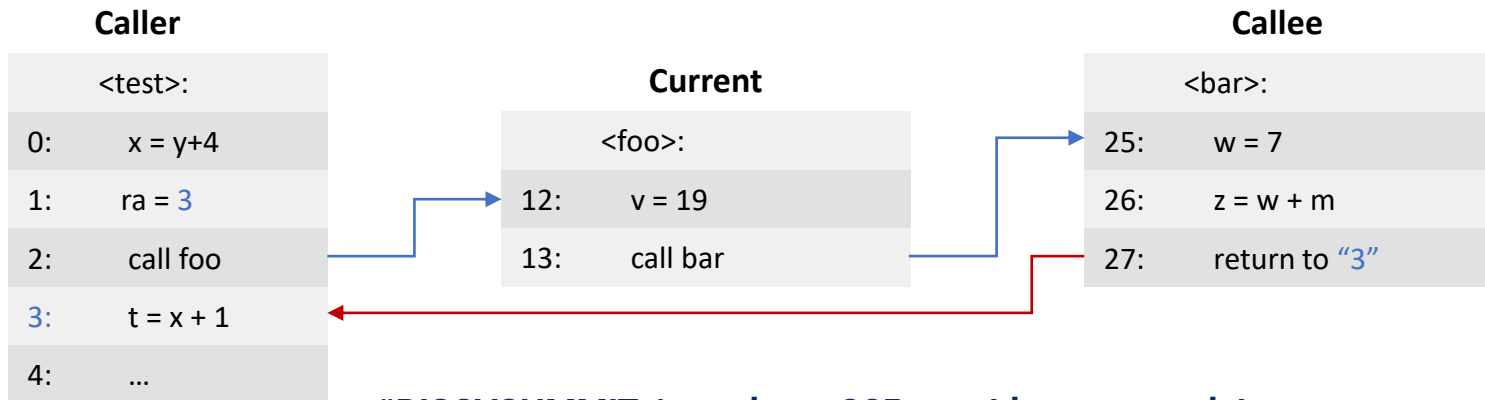 Caller
<test>:
0: x = y+4
1: ra = 3
2: call foo
3: t = x + 1
4: ...
Current
<foo>:
12: v = 19
13: call bar
Callee
<bar>:
25: w = 7
26: z = w + m
27: return to “3”